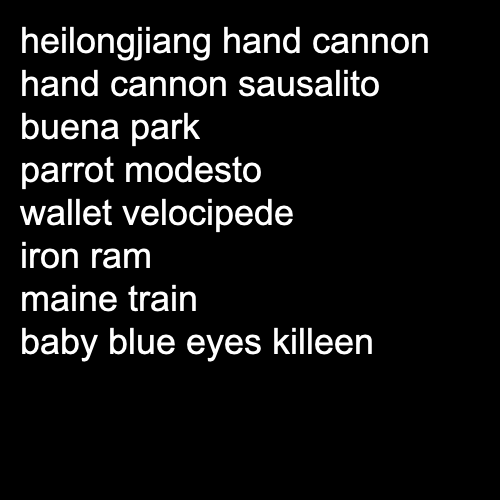 heilongjiang hand cannon
hand cannon sausalito
buena park
parrot modesto
wallet velocipede
iron ram
maine train
baby blue eyes killeen